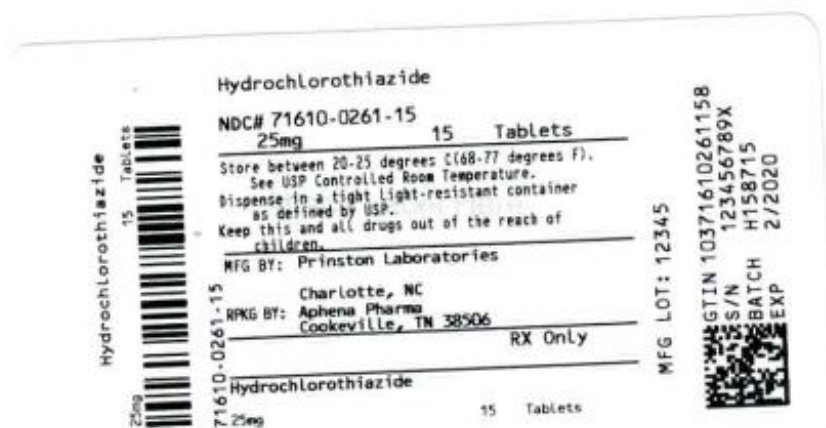 Hydrochlorothiazide
NDC# 71610-0261-15
25mg 15 Tablets
Store between 20-25 degrees C(68-77 degrees F).
See USP Controlled Room Temperature.
Dispense in a tight light-resistant container
as defined by USP.
Keep this and all drugs out of the reach of
children.
MFG BY: Prinston Laboratories
Charlotte, NC
RPKG BY: Aphena Pharma
Cookeville, TN 38506
RX Only
Hydrochlorothiazide
25mg 15 Tablets
Hydrochlorothiazide
25mg 15 Tablets
71610-0261-15
MFG LOT: 12345
GTIN 10371610261158
S/N 123456789X
BATCH H158715
EXP 2/2020